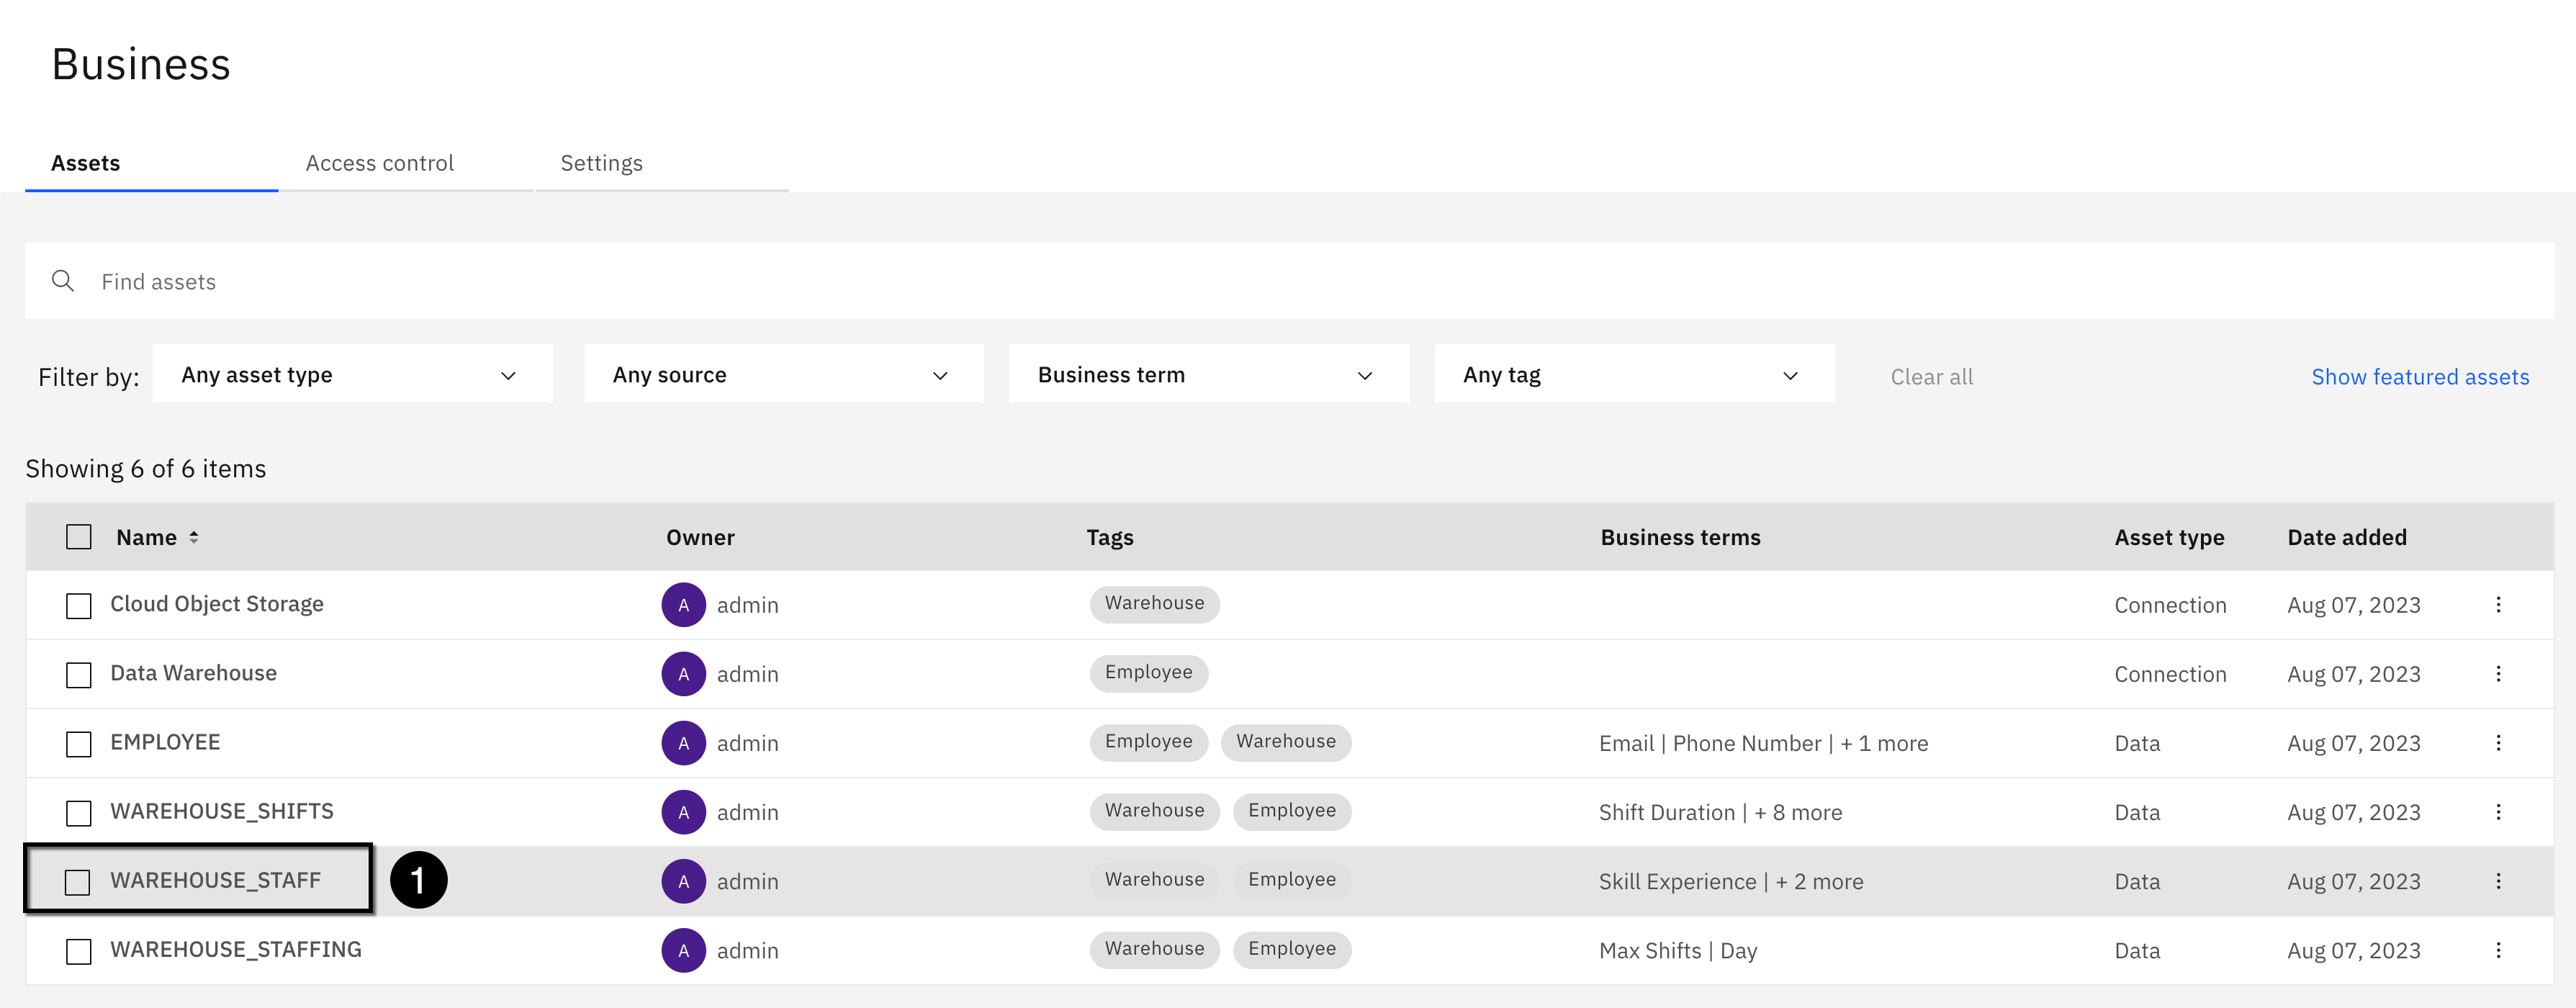 Business
Assets Access control Settings
Find assets
Filter by: Any asset type Any source Business term Any tag Clear all Show featured assets
Showing 6 of 6 items
Name Owner Tags Business terms Asset type Date added
Cloud Object Storage A admin Warehouse Connection Aug 07, 2023
Data Warehouse A admin Employee Connection Aug 07, 2023
EMPLOYEE A admin Employee Warehouse Email | Phone Number | + 1 more Data Aug 07, 2023
WAREHOUSE_SHIFTS A admin Warehouse Employee Shift Duration | + 8 more Data Aug 07, 2023
WAREHOUSE_STAFF 1 A admin Warehouse Employee Skill Experience | + 2 more Data Aug 07, 2023
WAREHOUSE_STAFFING A admin Warehouse Employee Max Shifts | Day Data Aug 07, 2023